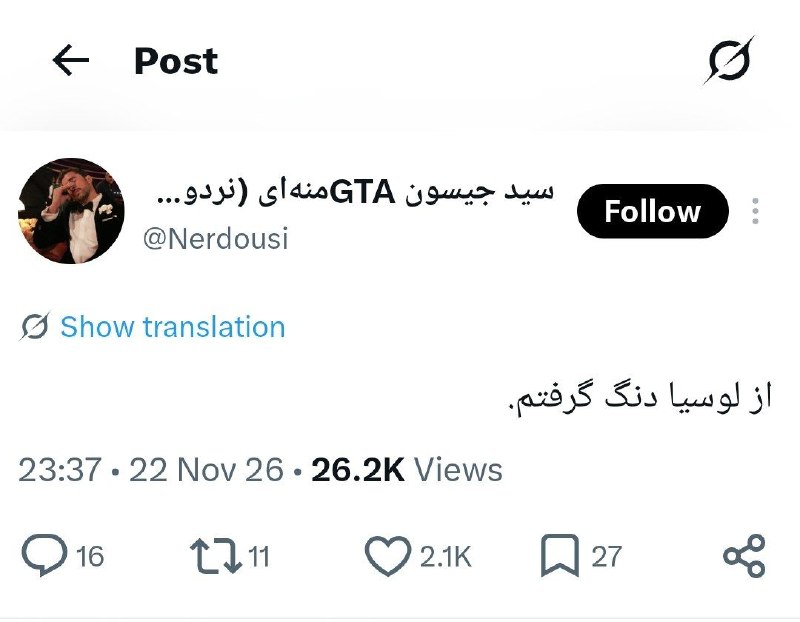 Post
سید جیسون GTAمنه‌ای (نردو...
@Nerdousi
Follow
Show translation
از لوسیا دنگ گرفتم.
23:37 • 22 Nov 26 • 26.2K Views
16 11 2.1K 27